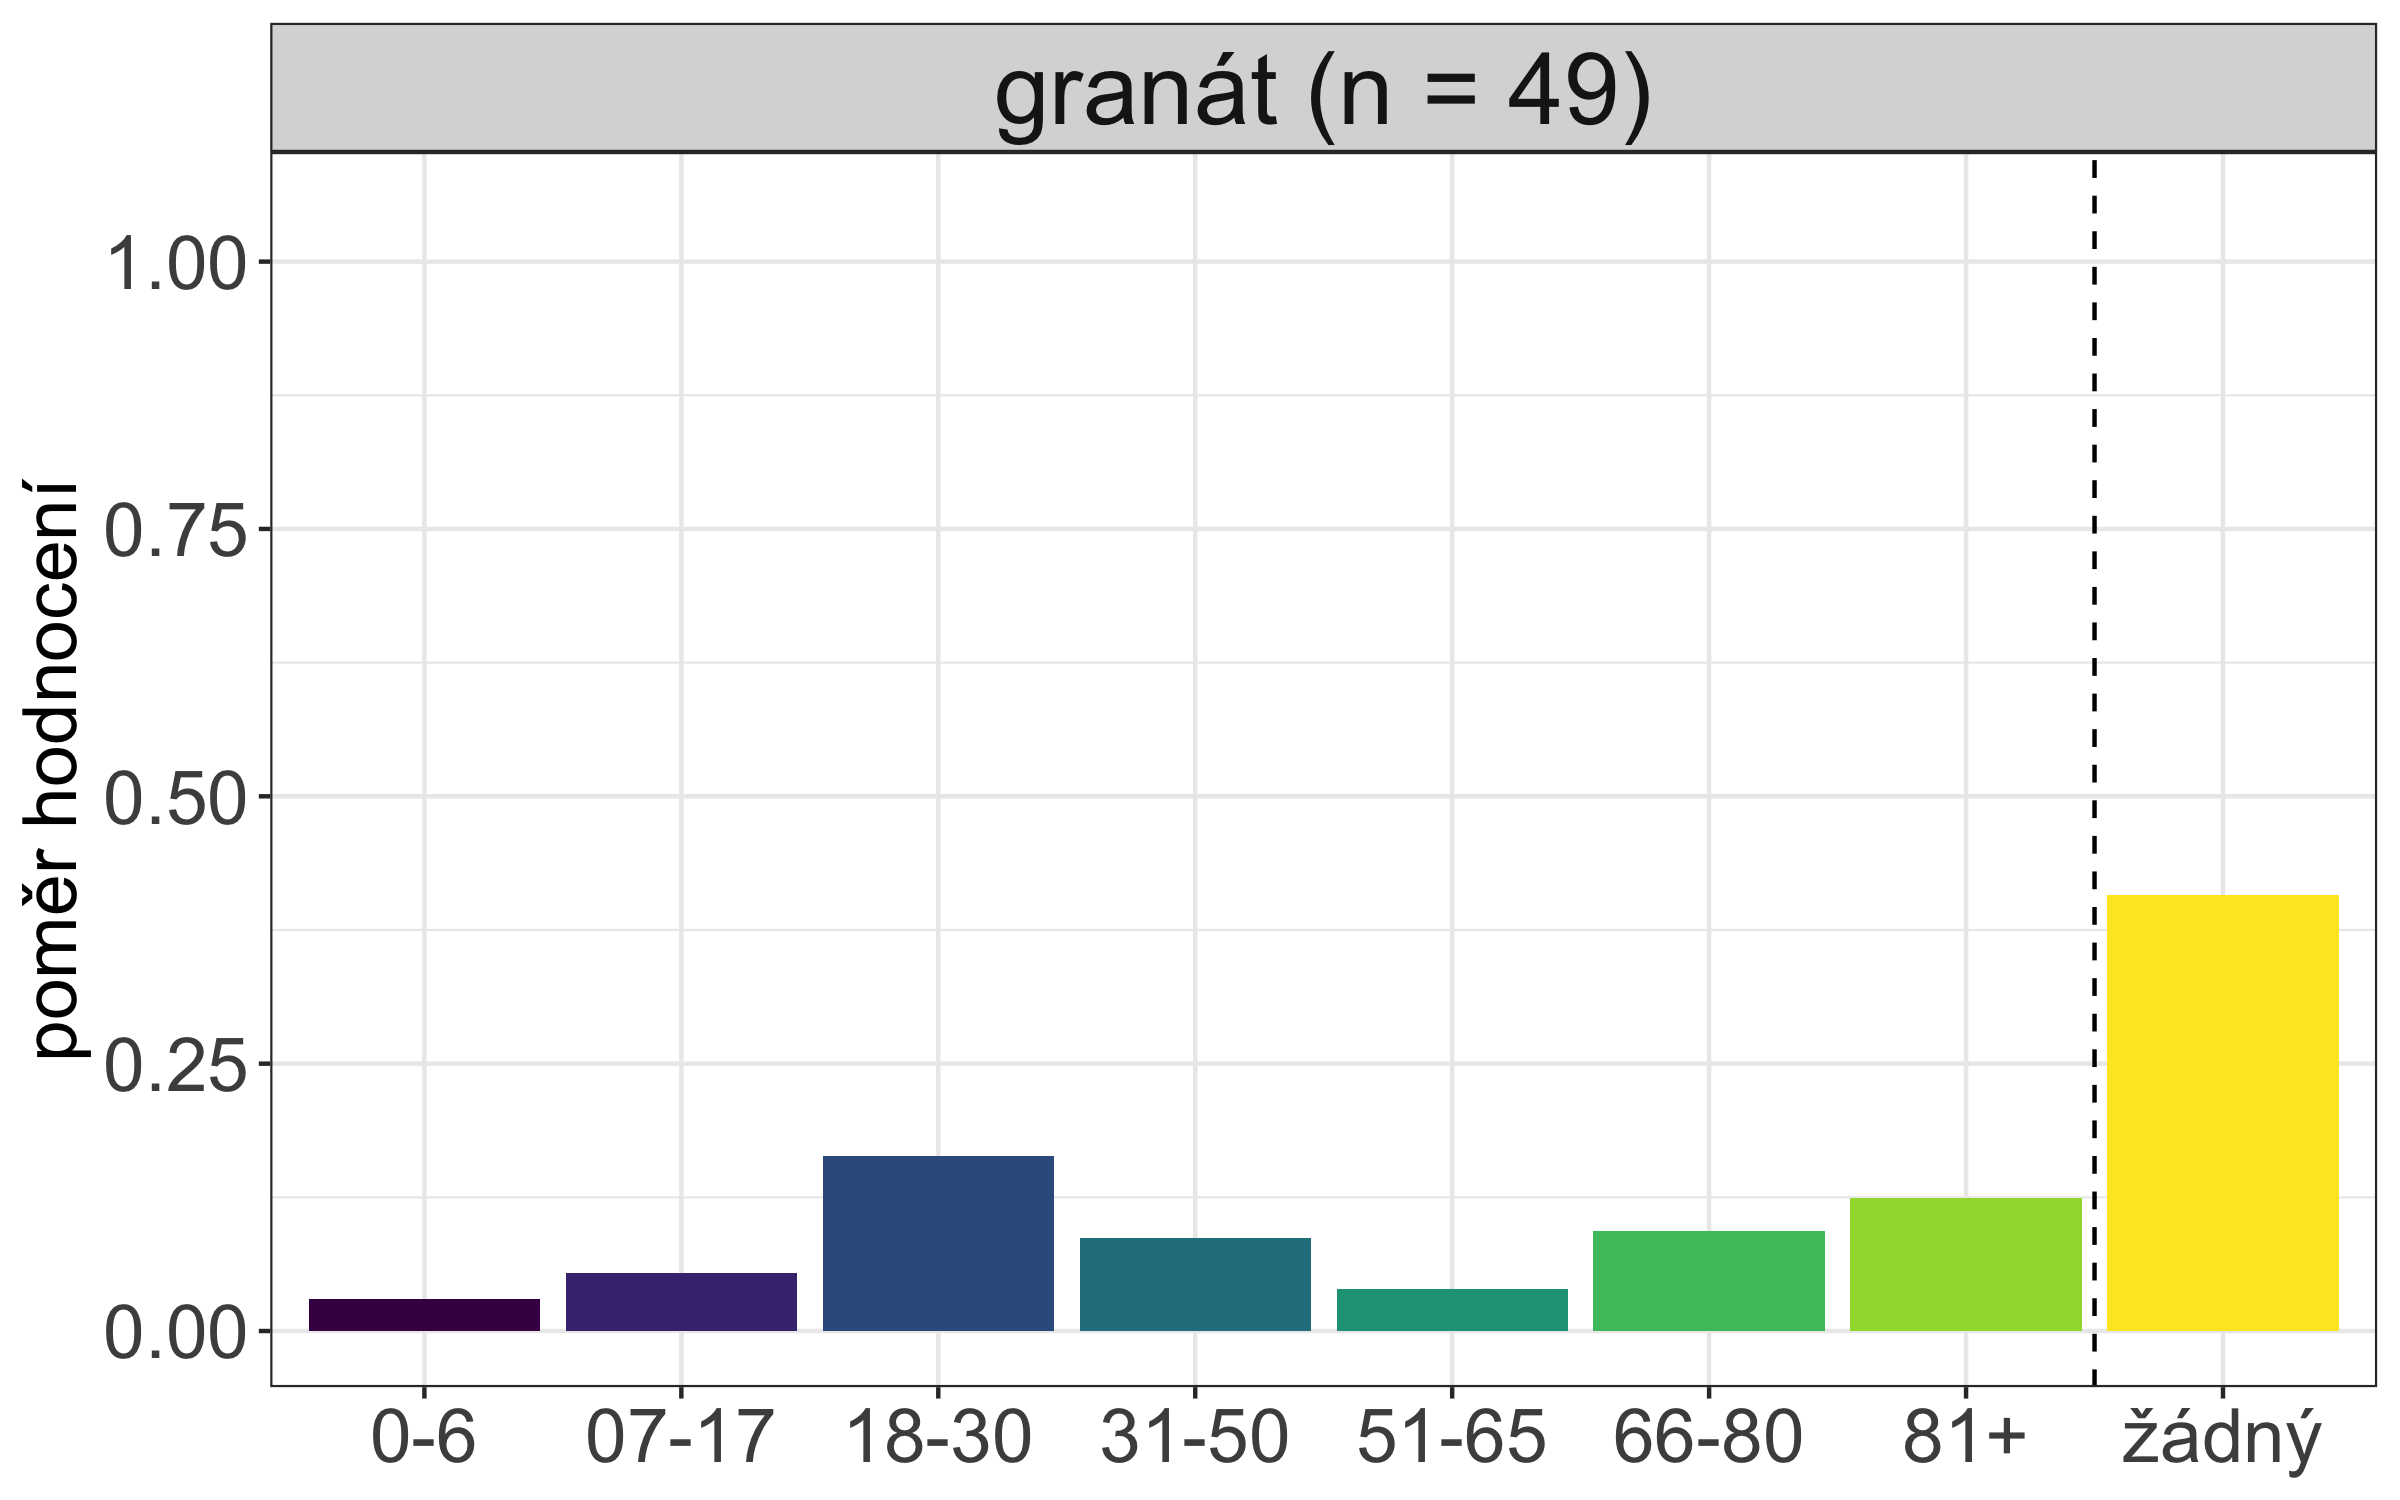 granát (n = 49)
poměr hodnocení
1.00
0.75
0.50
0.25
0.00
0-6 07-17 18-30 31-50 51-65 66-80 81+ žádný